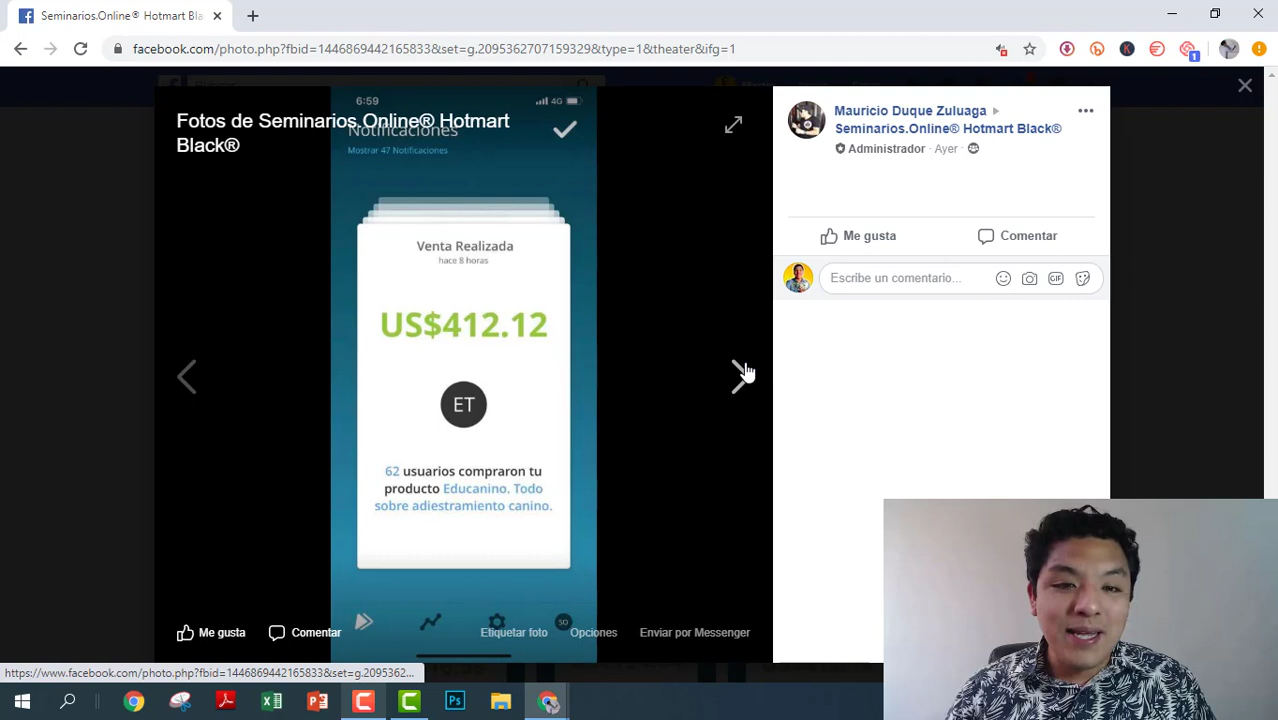 Seminarios.Online® Hotmart Bla
facebook.com/photo.php?fbid=1446869442165833&set=g.2095362707159329&type=1&theater&ifg=1
K
1
6:59
4G
Fotos de Seminarios.Online® Hotmart
Black®
Notificaciones
Mostrar 47 Notificaciones
Venta Realizada
hace 8 horas
US$412.12
ET
62 usuarios compraron tu
producto Educanino. Todo
sobre adiestramiento canino.
SO
Me gusta
Comentar
Etiquetar foto
Opciones
Enviar por Messenger
Mauricio Duque Zuluaga
Seminarios.Online® Hotmart Black®
Administrador · Ayer ·
Me gusta
Comentar
Escribe un comentario...
GIF
https://www.facebook.com/photo.php?fbid=1446869442165833&set=g.2095362...
Ps